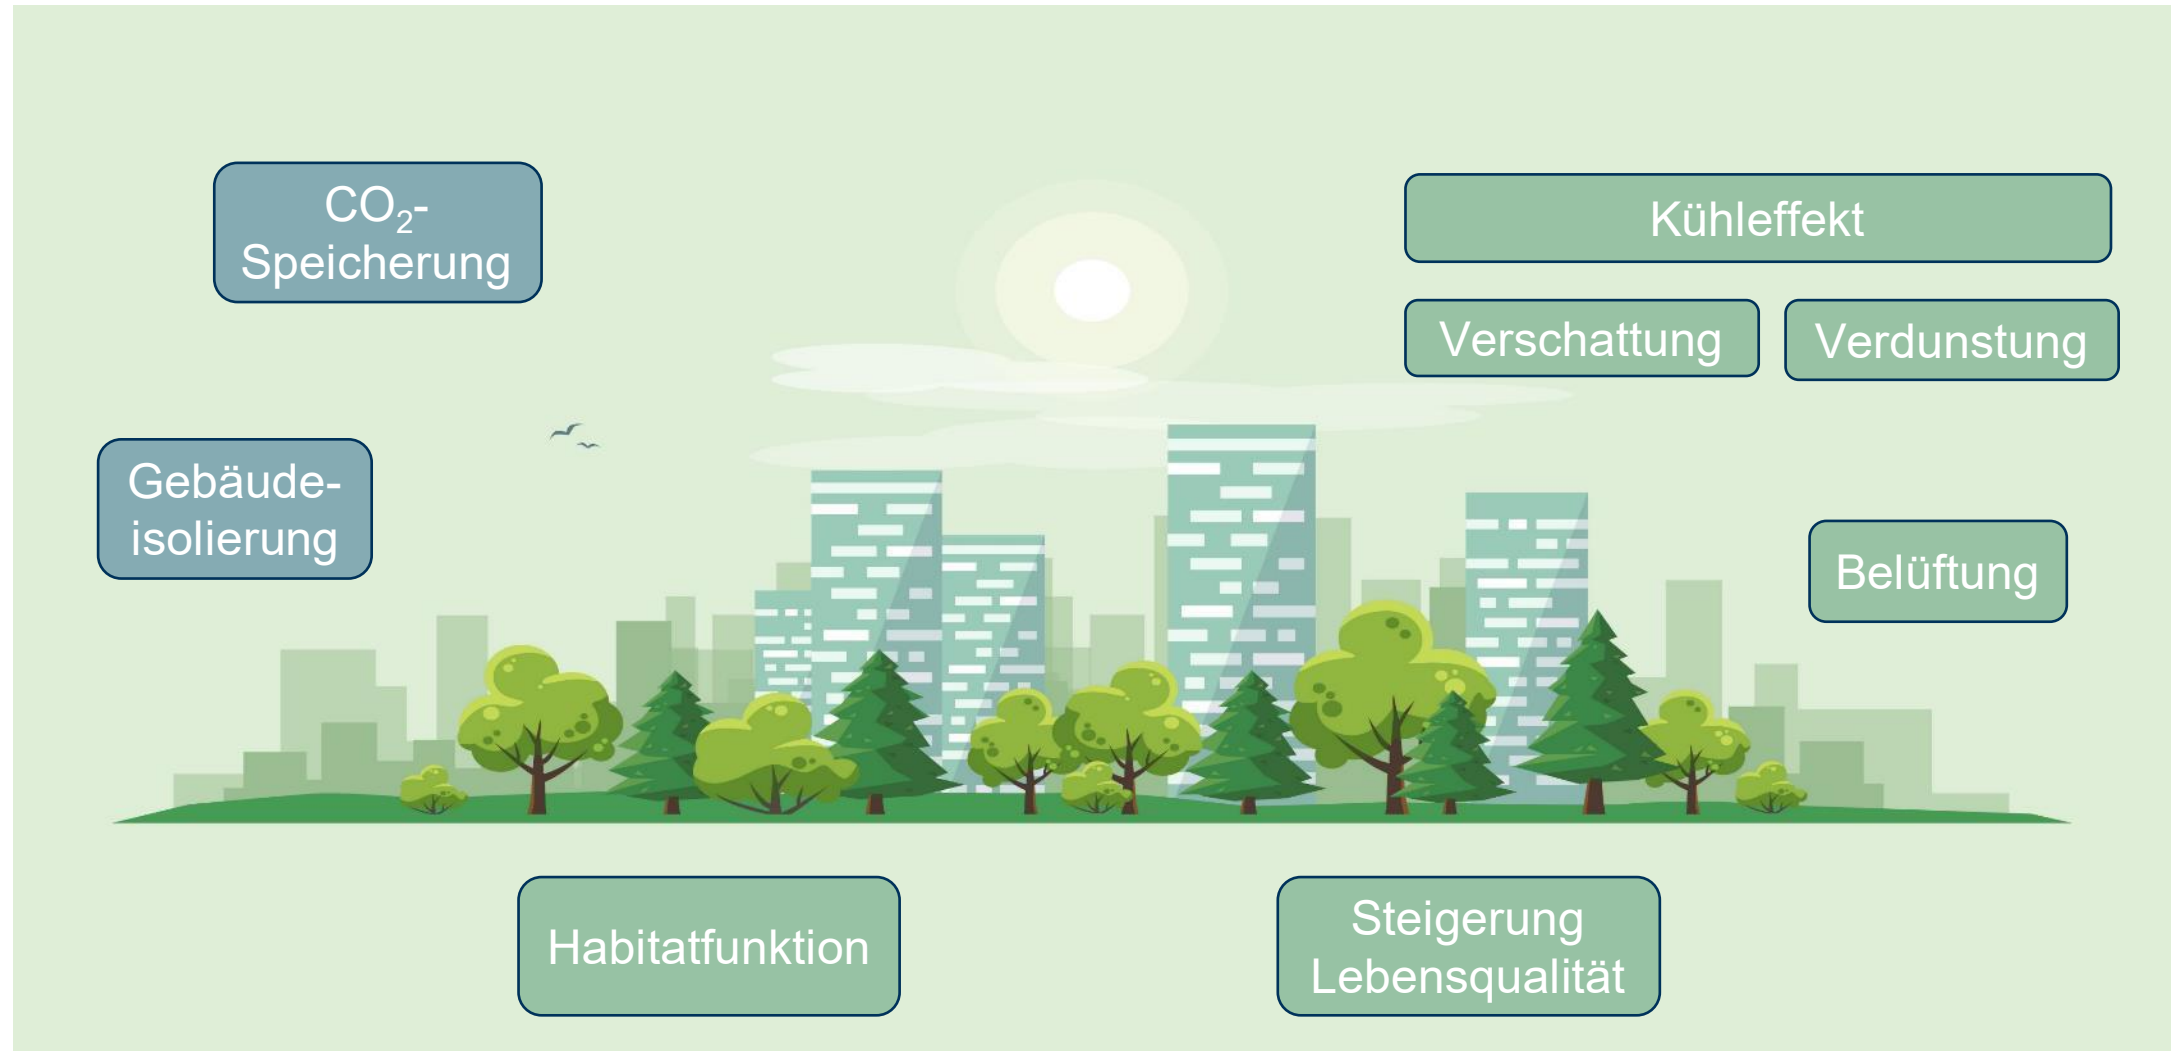 CO₂-
Speicherung
Kühleffekt
Verschattung
Verdunstung
Gebäude-
isolierung
Belüftung
Habitatfunktion
Steigerung
Lebensqualität